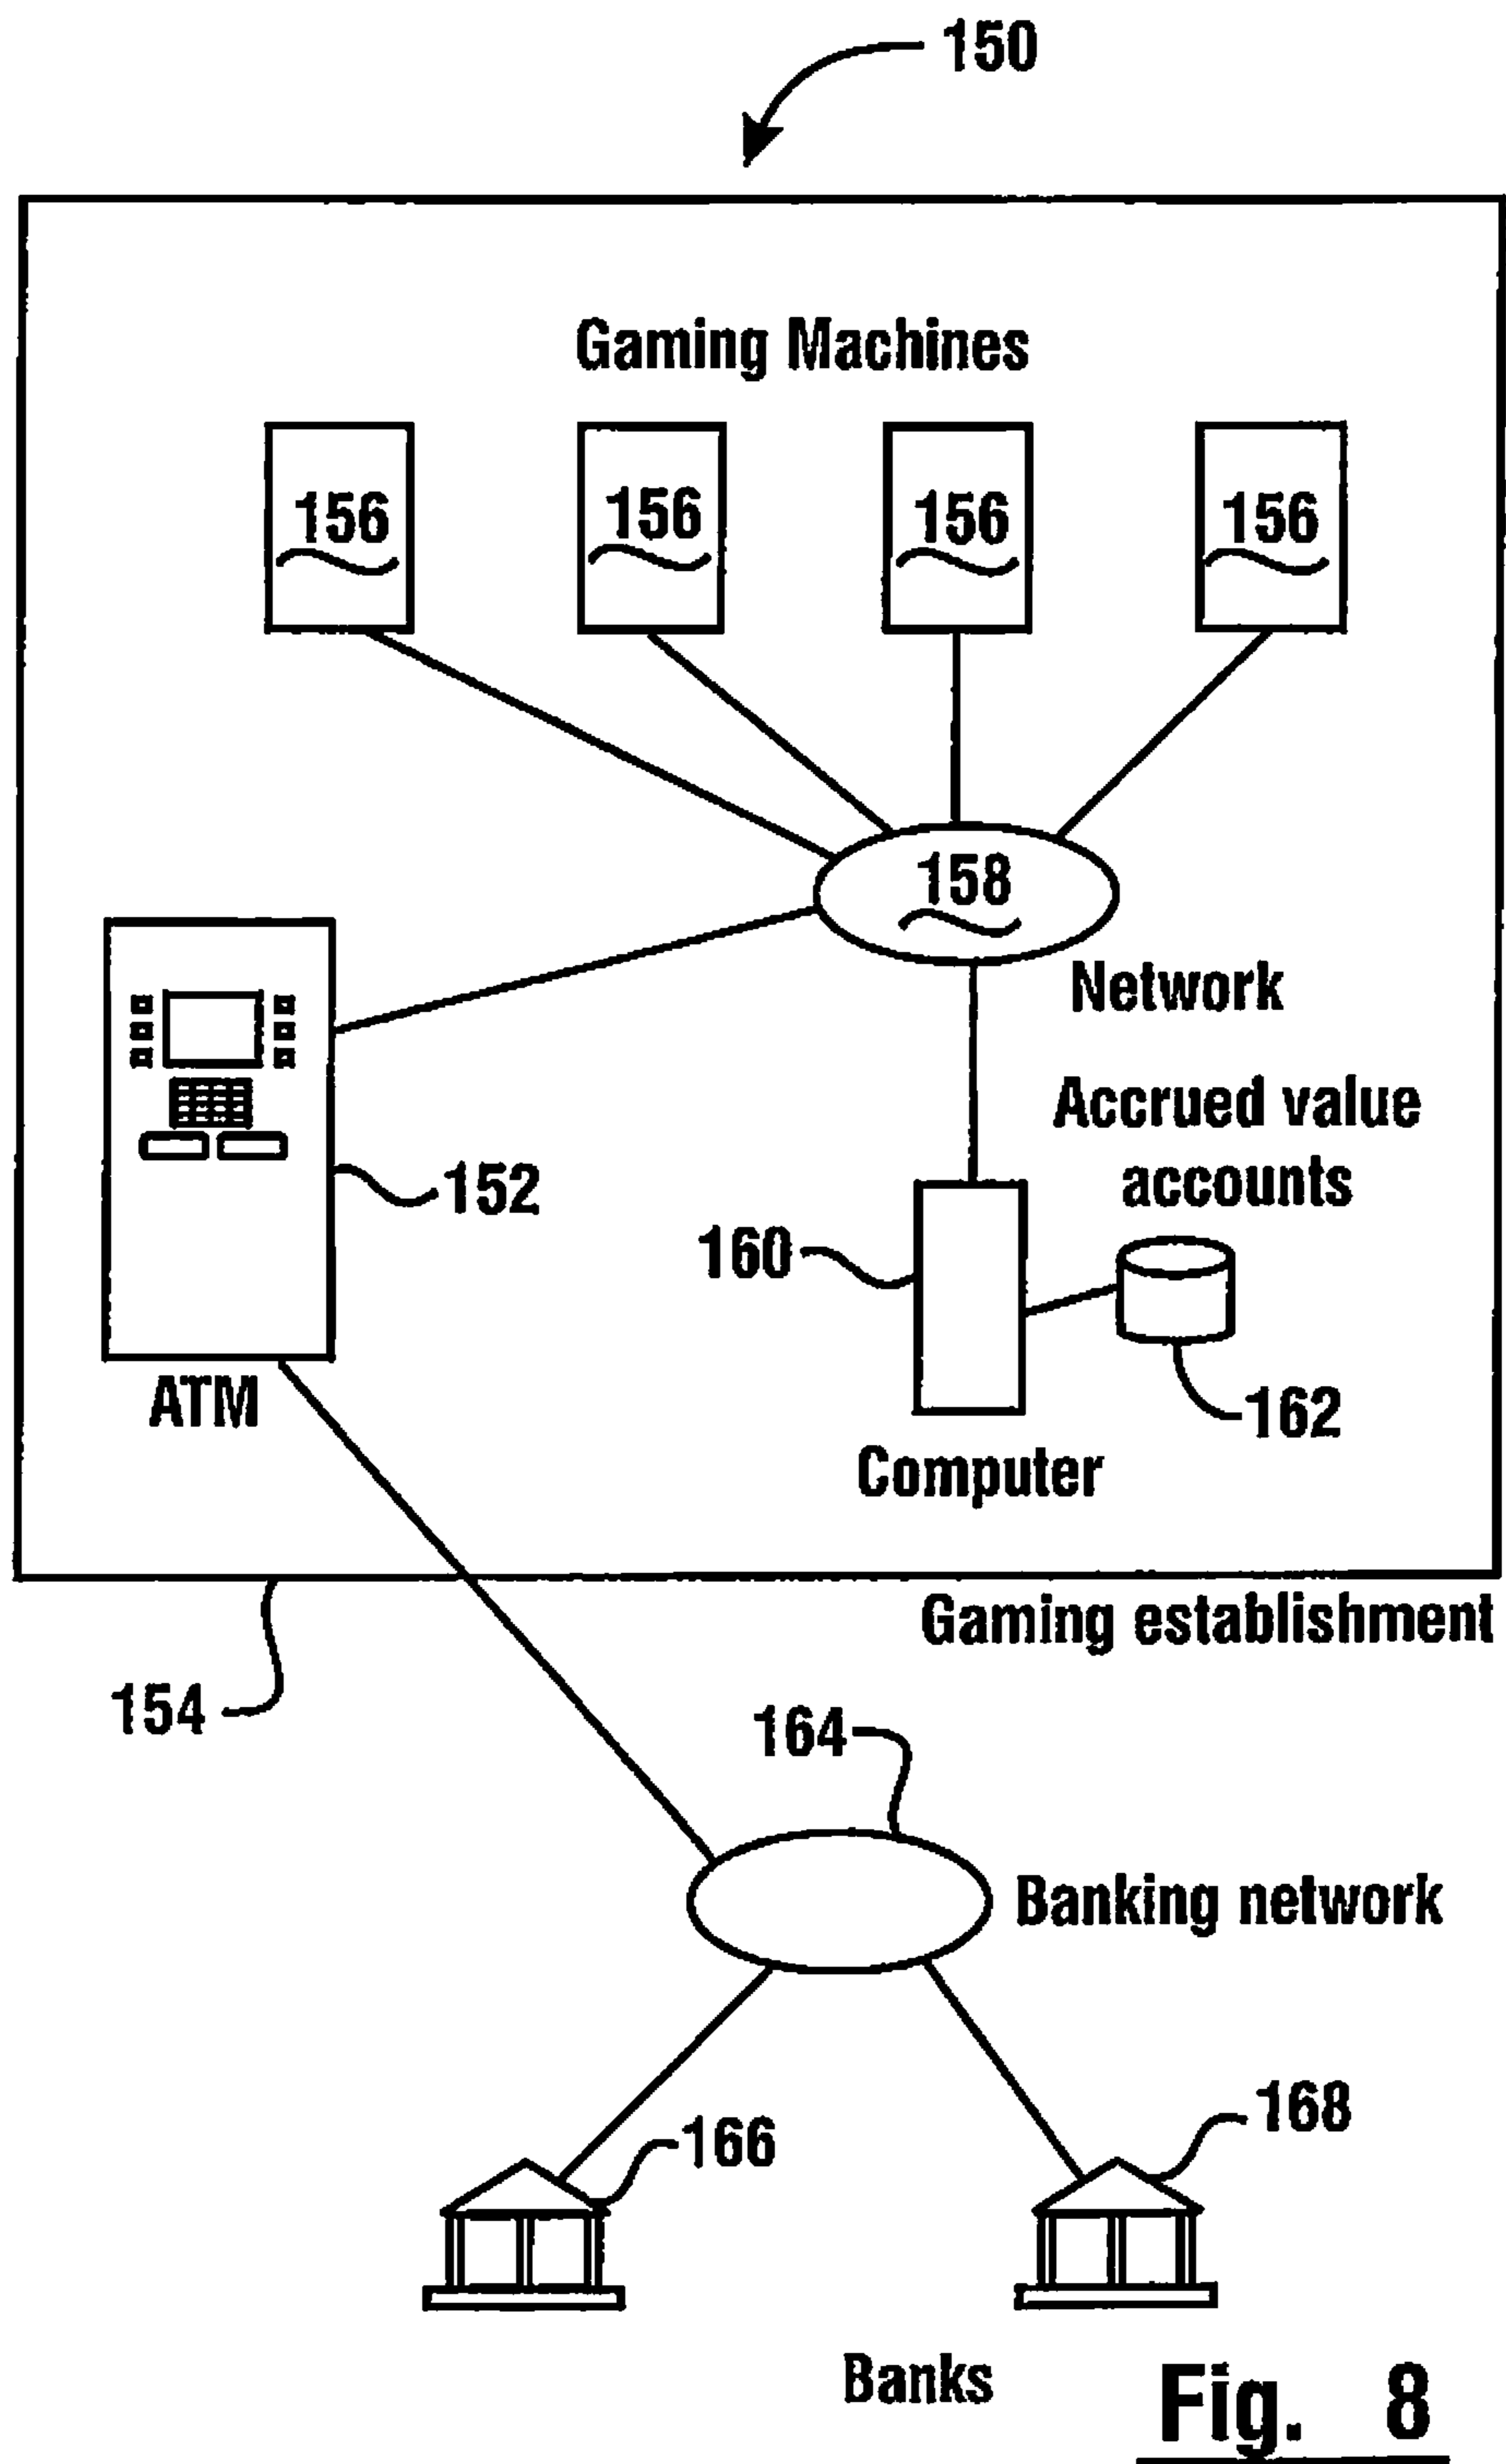 150
Gaming Machines
156 156 156 156
158
Network
Accrued value
accounts
152
160
162
ATM
Computer
Gaming establishment
154
164
Banking network
166
168
Banks
Fig. 8